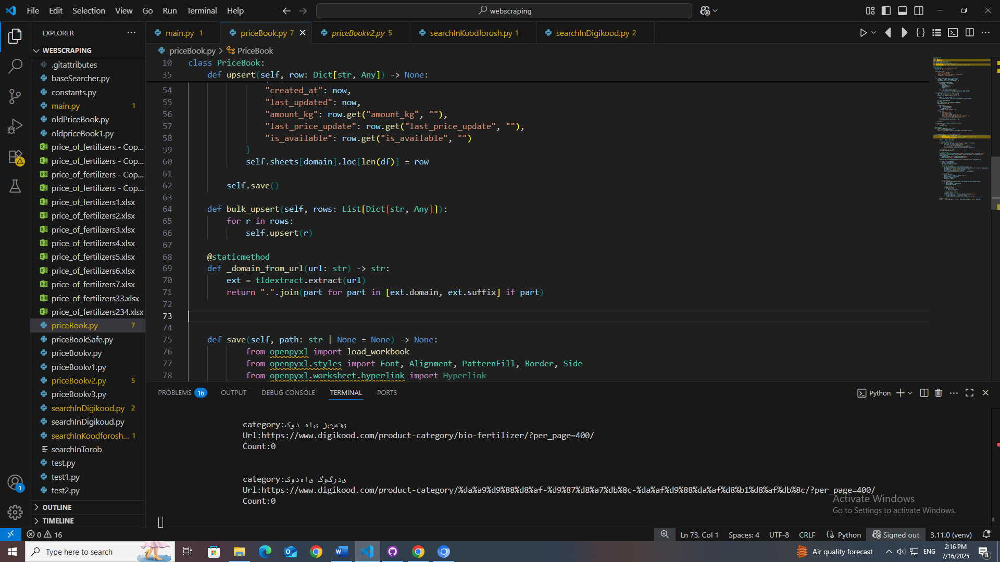 File Edit Selection View Go Run Terminal Help
webscraping
EXPLORER
WEBSCRAPING
.gitattributes
baseSearcher.py
constants.py
main.py 1
oldPriceBook.py
oldpriceBook1.py
price_of_fertilizers - Cop...
price_of_fertilizers - Cop...
price_of_fertilizers - Cop...
price_of_fertilizers - Cop...
price_of_fertilizers1.xlsx
price_of_fertilizers2.xlsx
price_of_fertilizers3.xlsx
price_of_fertilizers4.xlsx
price_of_fertilizers5.xlsx
price_of_fertilizers6.xlsx
price_of_fertilizers7.xlsx
price_of_fertilizers33.xlsx
price_of_fertilizers234.xlsx
priceBook.py 7
priceBookSafe.py
priceBookv.py
priceBookv1.py
priceBookv2.py 5
priceBookv3.py
searchInDigikood.py 2
searchInDigikoud.py
searchInKoodforosh... 1
searchInTorob
test.py
test1.py
test2.py
OUTLINE
TIMELINE
main.py 1
priceBook.py 7
priceBookv2.py 5
searchInKoodforosh.py 1
searchInDigikood.py 2
priceBook.py > PriceBook
10 class PriceBook:
35 def upsert(self, row: Dict[str, Any]) -> None:
54 "created_at": now,
55 "last_updated": now,
56 "amount_kg": row.get("amount_kg", ""),
57 "last_price_update": row.get("last_price_update", ""),
58 "is_available": row.get("is_available", "")
59 }
60 self.sheets[domain].loc[len(df)] = row
61
62 self.save()
63
64 def bulk_upsert(self, rows: List[Dict[str, Any]]):
65 for r in rows:
66 self.upsert(r)
67
68 @staticmethod
69 def _domain_from_url(url: str) -> str:
70 ext = tldextract.extract(url)
71 return ".".join(part for part in [ext.domain, ext.suffix] if part)
72
73
74
75 def save(self, path: str | None = None) -> None:
76 from openpyxl import load_workbook
77 from openpyxl.styles import Font, Alignment, PatternFill, Border, Side
78 from openpyxl.worksheet.hyperlink import Hyperlink
PROBLEMS 16 OUTPUT DEBUG CONSOLE TERMINAL PORTS
Python
category:کود های زیستی
Url:https://www.digikood.com/product-category/bio-fertilizer/?per_page=400/
Count:0
category:کودهای گوگردی
Url:https://www.digikood.com/product-category/%da%a9%d9%88%d8%af-%d9%87%d8%a7%db%8c-%da%af%d9%88%da%af%d8%b1%d8%af%db%8c/?per_page=400/
Count:0
Activate Windows
Go to Settings to activate Windows.
0 16
Ln 73, Col 1 Spaces: 4 UTF-8 CRLF Python Signed out 3.11.0 (venv)
Type here to search
Air quality forecast
ENG
2:16 PM
7/16/2025
8
1